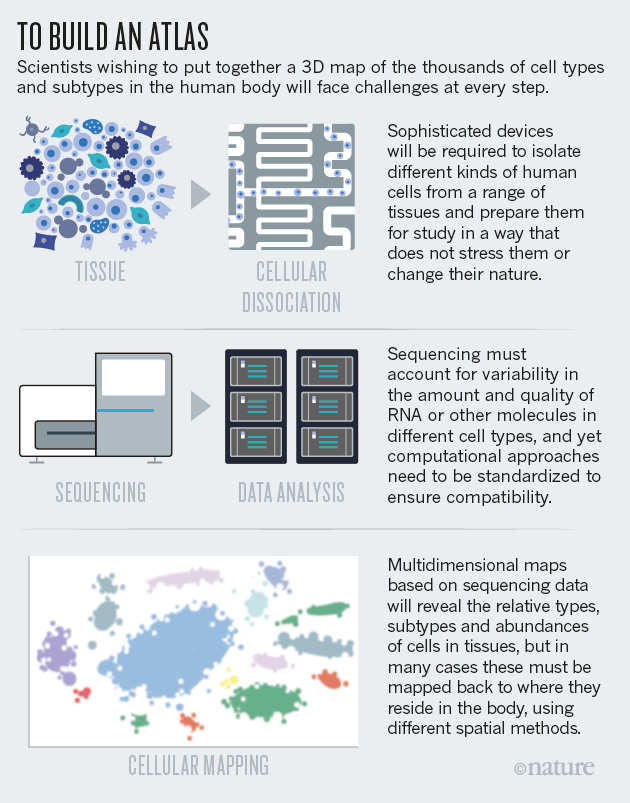 TO BUILD AN ATLAS
Scientists wishing to put together a 3D map of the thousands of cell types
and subtypes in the human body will face challenges at every step.
TISSUE
CELLULAR
DISSOCIATION
Sophisticated devices
will be required to isolate
different kinds of human
cells from a range of
tissues and prepare them
for study in a way that
does not stress them or
change their nature.
SEQUENCING
DATA ANALYSIS
Sequencing must
account for variability in
the amount and quality of
RNA or other molecules in
different cell types, and yet
computational approaches
need to be standardized to
ensure compatibility.
CELLULAR MAPPING
Multidimensional maps
based on sequencing data
will reveal the relative types,
subtypes and abundances
of cells in tissues, but in
many cases these must be
mapped back to where they
reside in the body, using
different spatial methods.
©nature